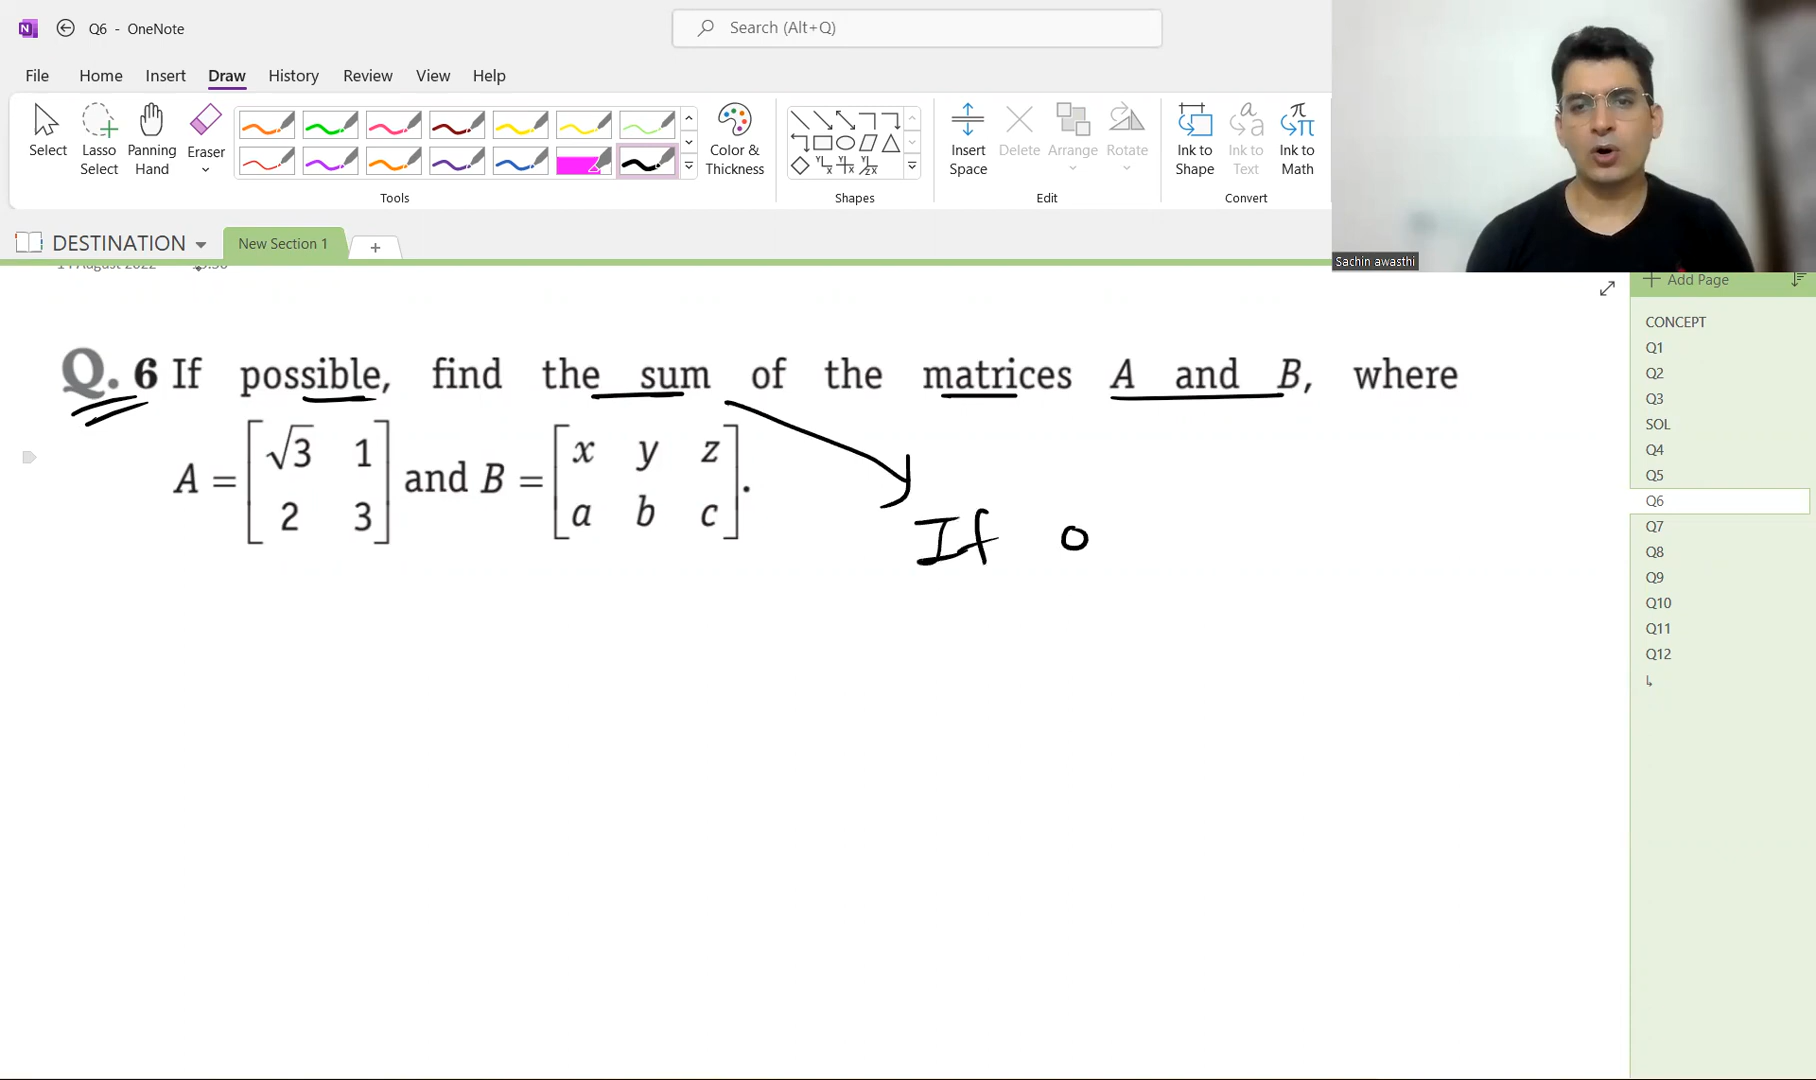 Q6 - OneNote
Search (Alt+Q)
File Home Insert Draw History Review View Help
Select
Lasso Select
Panning Hand
Eraser
Color & Thickness
Insert Space
Delete
Arrange
Rotate
Ink to Shape
Ink to Text
Ink to Math
Tools
Shapes
Edit
Convert
DESTINATION
New Section 1
+
Sachin awasthi
14 August 2022
Add Page
Q. 6 If possible, find the sum of the matrices A and B, where
A = [√3 1; 2 3] and B = [x y z; a b c].
If o
CONCEPT
Q1
Q2
Q3
SOL
Q4
Q5
Q6
Q7
Q8
Q9
Q10
Q11
Q12